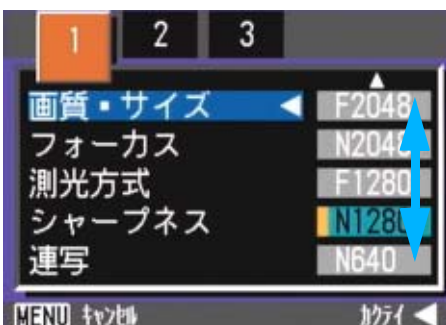 1 2 3
画質・サイズ F2048
フォーカス N2048
測光方式 F1280
シャープネス N1280
連写 N640
MENU キャンセル カクテイ